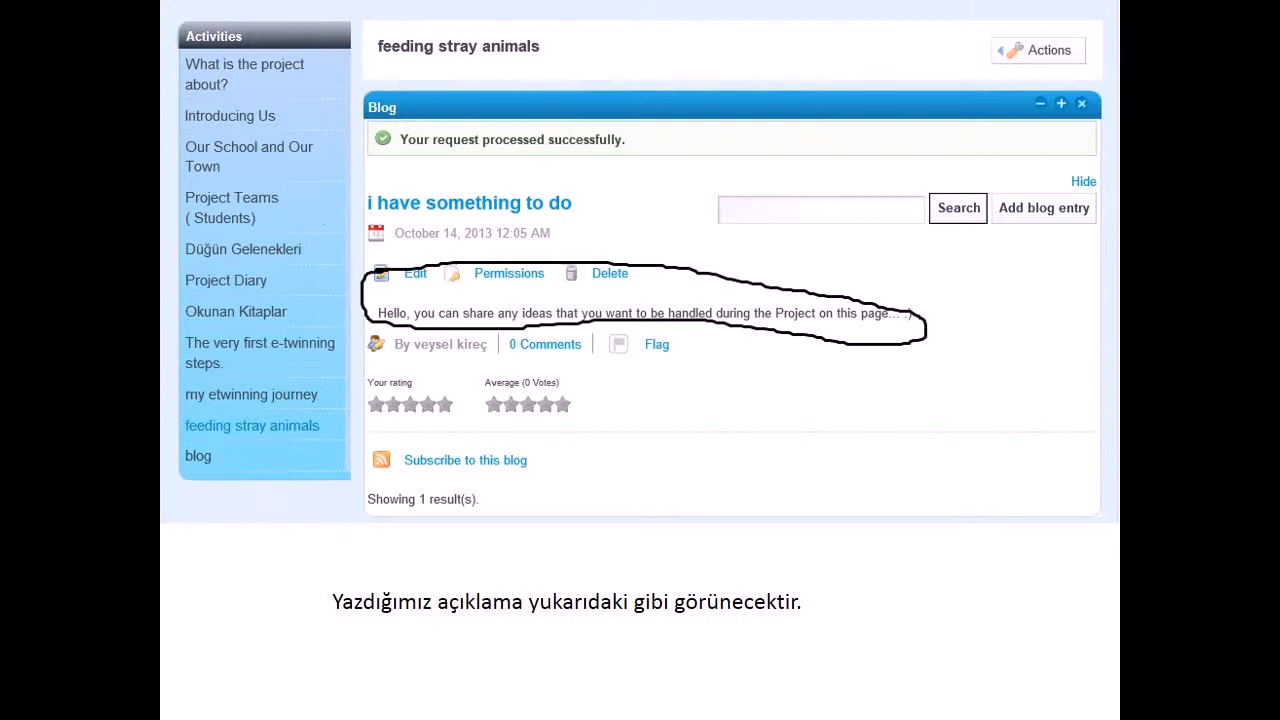 Activities
What is the project
about?
Introducing Us
Our School and Our
Town
Project Teams
( Students)
Düğün Gelenekleri
Project Diary
Okunan Kitaplar
The very first e-twinning
steps.
my etwinning journey
feeding stray animals
blog
feeding stray animals
Actions
Blog
Your request processed successfully.
Hide
i have something to do
Search
Add blog entry
October 14, 2013 12:05 AM
Edit
Permissions
Delete
Hello, you can share any ideas that you want to be handled during the Project on this page... :)
By veysel kireç
0 Comments
Flag
Your rating
Average (0 Votes)
Subscribe to this blog
Showing 1 result(s).
Yazdığımız açıklama yukarıdaki gibi görünecektir.